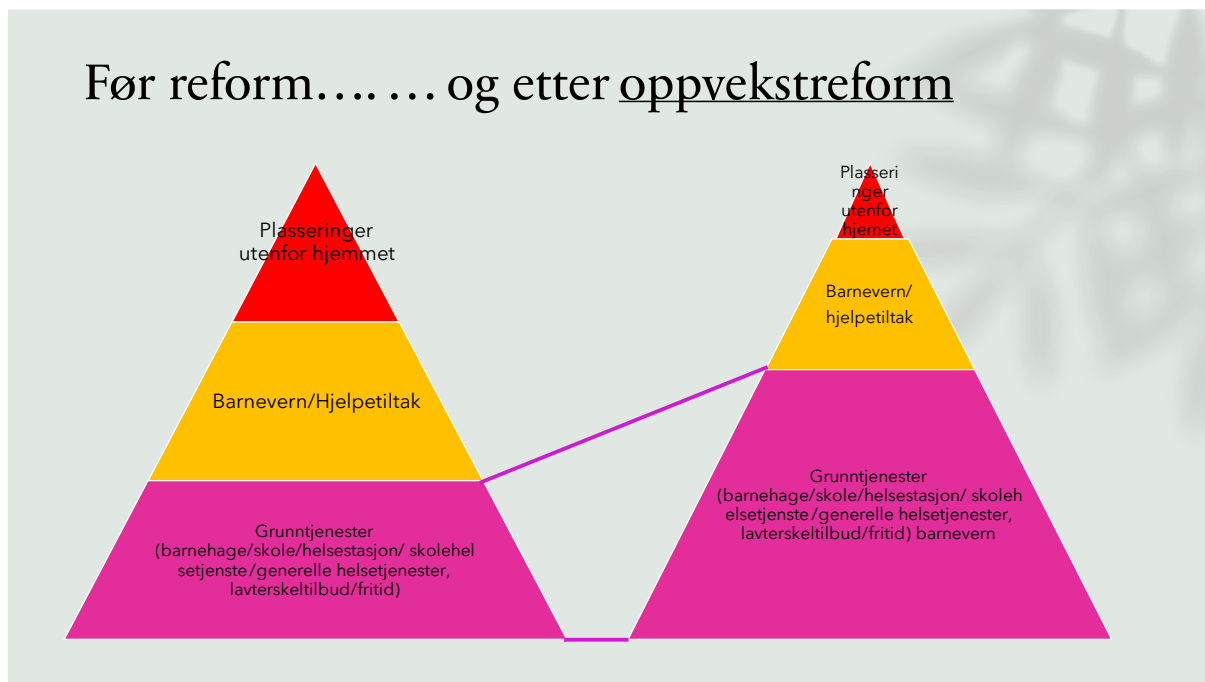 Før reform……. … og etter oppvekstreform
Plasseringer
utenfor hjemmet
Barnevern/Hjelpetiltak
Grunntjenester
(barnehage/skole/helsestasjon/ skolehel
setjenste/generelle helsetjenester,
lavterskeltilbud/fritid)
Plasseri
nger
utenfor
hjemet
Barnevern/
hjelpetiltak
Grunntjenester
(barnehage/skole/helsestasjon/ skoleh
elsetjenste/generelle helsetjenester,
lavterskeltilbud/fritid) barnevern